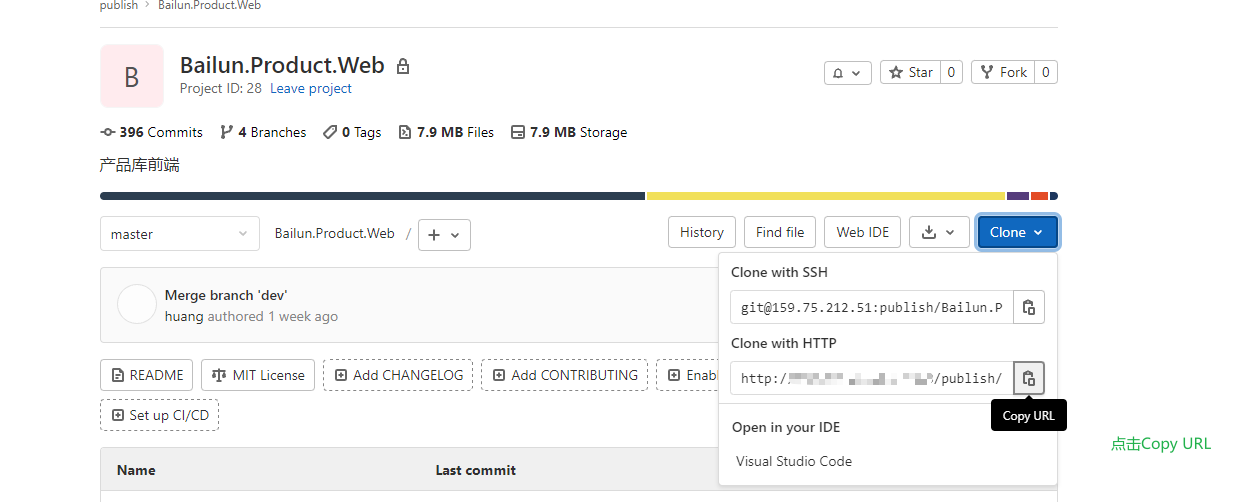 publish › Bailun.Product.Web
B
Bailun.Product.Web
Project ID: 28 Leave project
Star 0
Fork 0
396 Commits 4 Branches 0 Tags 7.9 MB Files 7.9 MB Storage
产品库前端
master
Bailun.Product.Web / +
History Find file Web IDE Clone
Clone with SSH
git@159.75.212.51:publish/Bailun.P
Clone with HTTP
http:/ /publish/
Copy URL
Open in your IDE
Visual Studio Code
Merge branch 'dev'
huang authored 1 week ago
README MIT License Add CHANGELOG Add CONTRIBUTING Enabl
Set up CI/CD
点击Copy URL
Name Last commit